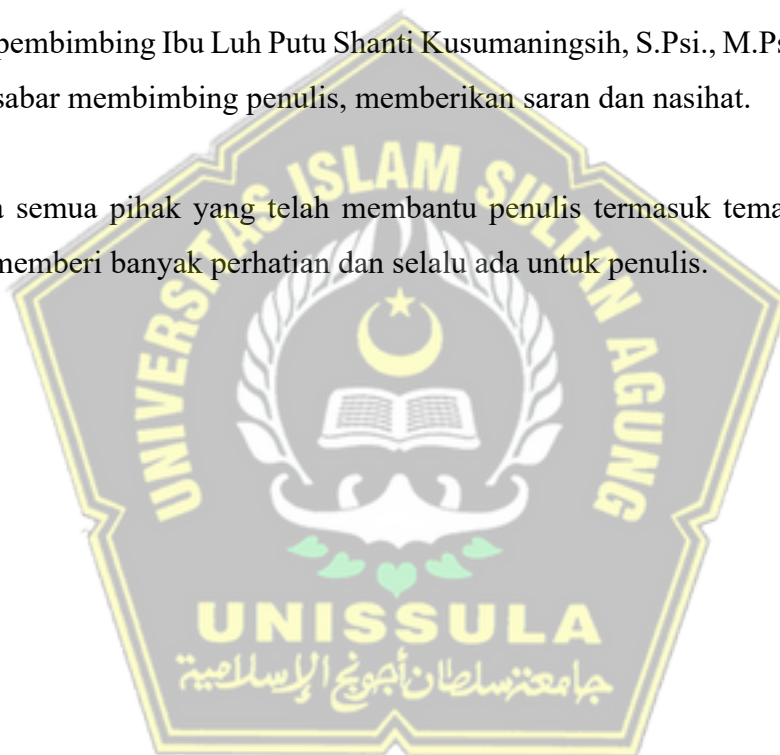 pembimbing Ibu Luh Putu Shanti Kusumaningsih, S.Psi., M.Ps
sabar membimbing penulis, memberikan saran dan nasihat.
a semua pihak yang telah membantu penulis termasuk tema
memberi banyak perhatian dan selalu ada untuk penulis.
UNIVERSITAS ISLAM SULTAN AGUNG
UNISSULA
جامعة سلطان أجونج الإسلامية